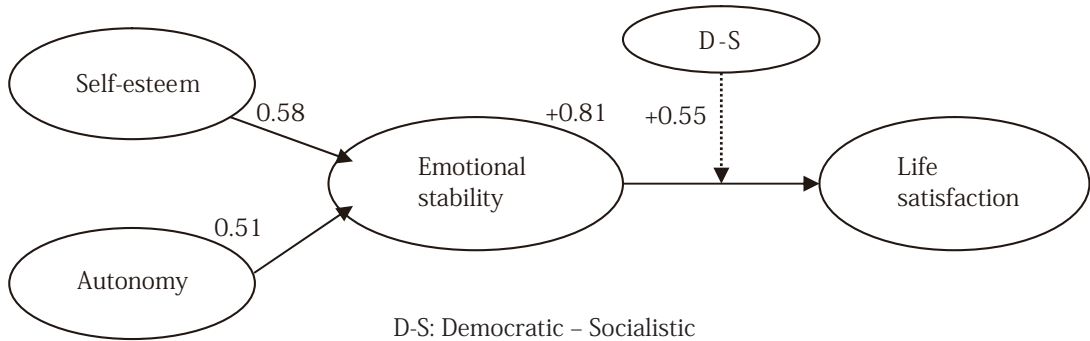 D-S
Self-esteem
0.58
+0.81
+0.55
Emotional
stability
Life
satisfaction
0.51
Autonomy
D-S: Democratic – Socialistic